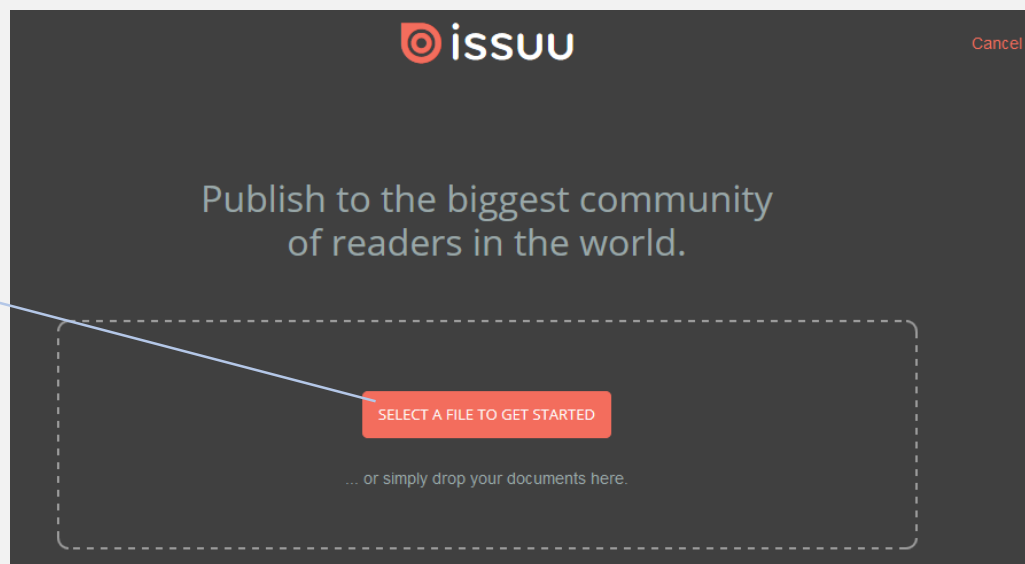 issuu
Cancel
Publish to the biggest community
of readers in the world.
SELECT A FILE TO GET STARTED
... or simply drop your documents here.